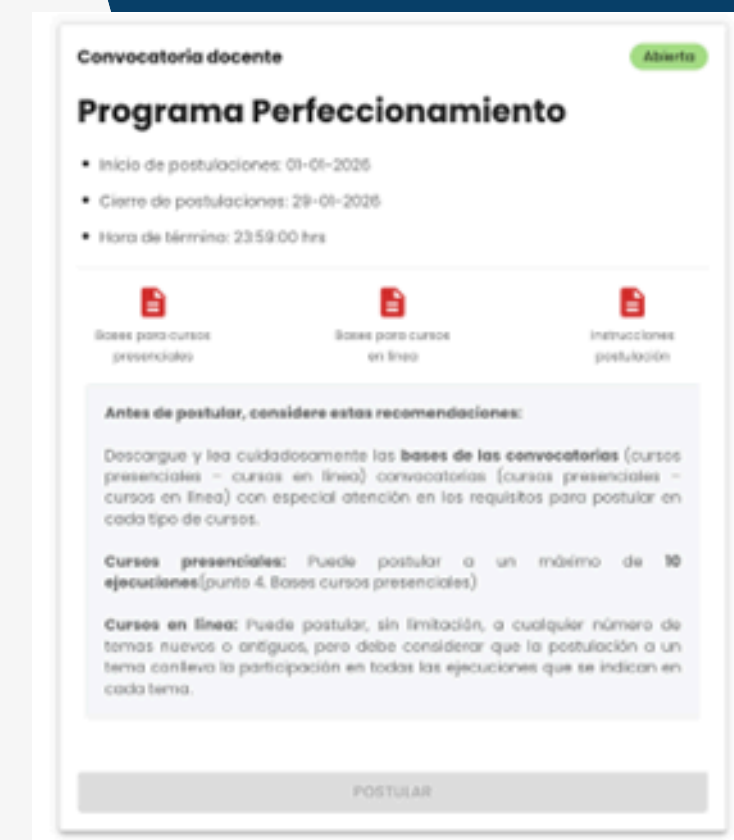 Convocatoria docente
Abierta
Programa Perfeccionamiento
• Inicio de postulaciones: 01-01-2026
• Cierre de postulaciones: 29-01-2026
• Hora de término: 23:59:00 hrs
Bases para cursos
presenciales
Bases para cursos
en línea
Instrucciones
postulación
Antes de postular, considere estas recomendaciones:
Descargue y lea cuidadosamente las bases de las convocatorias (cursos
presenciales – cursos en línea) convocatorias (cursos presenciales –
cursos en línea) con especial atención en los requisitos para postular en
cada tipo de cursos.
Cursos presenciales: Puede postular a un máximo de 10
ejecuciones(punto 4. Bases cursos presenciales)
Cursos en línea: Puede postular, sin limitación, a cualquier número de
temas nuevos o antiguos, pero debe considerar que la postulación a un
tema conlleva la participación en todas las ejecuciones que se indican en
cada tema.
POSTULAR